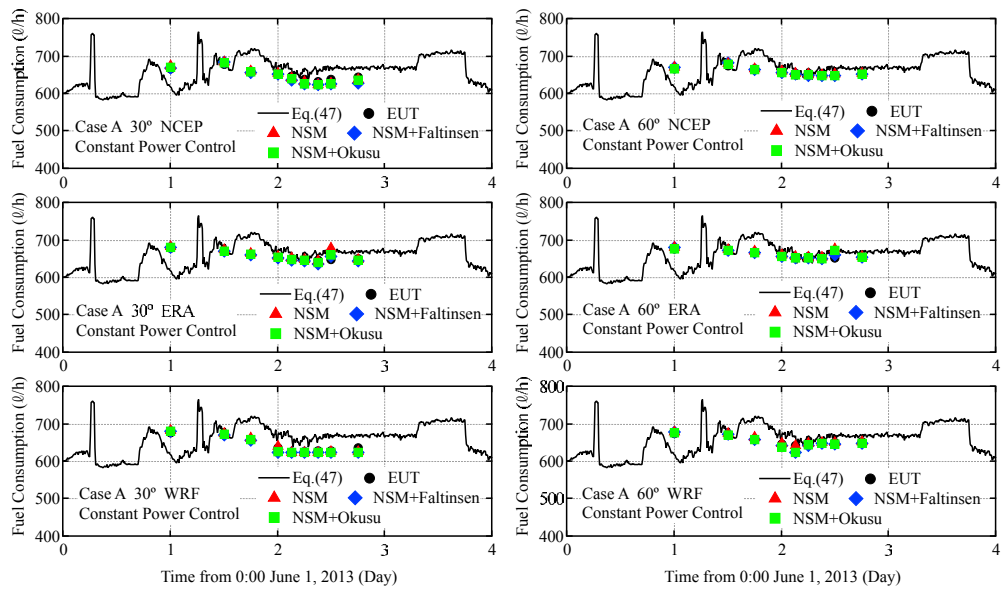 Fuel Consumption (ℓ/h)
800
700
600
500
400
Eq.(47)
EUT
NSM
NSM+Faltinsen
NSM+Okusu
Case A 30º NCEP
Constant Power Control
0
1
2
3
4
Fuel Consumption (ℓ/h)
800
700
600
500
400
Eq.(47)
EUT
NSM
NSM+Faltinsen
NSM+Okusu
Case A 60º NCEP
Constant Power Control
0
1
2
3
4
Fuel Consumption (ℓ/h)
800
700
600
500
400
Eq.(47)
EUT
NSM
NSM+Faltinsen
NSM+Okusu
Case A 30º ERA
Constant Power Control
0
1
2
3
4
Fuel Consumption (ℓ/h)
800
700
600
500
400
Eq.(47)
EUT
NSM
NSM+Faltinsen
NSM+Okusu
Case A 60º ERA
Constant Power Control
0
1
2
3
4
Fuel Consumption (ℓ/h)
800
700
600
500
400
Eq.(47)
EUT
NSM
NSM+Faltinsen
NSM+Okusu
Case A 30º WRF
Constant Power Control
0
1
2
3
4
Time from 0:00 June 1, 2013 (Day)
Fuel Consumption (ℓ/h)
800
700
600
500
400
Eq.(47)
EUT
NSM
NSM+Faltinsen
NSM+Okusu
Case A 60º WRF
Constant Power Control
0
1
2
3
4
Time from 0:00 June 1, 2013 (Day)